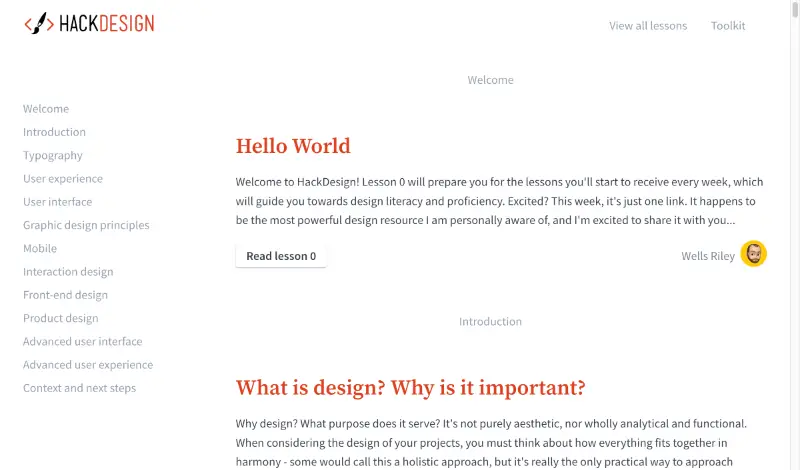 HACKDESIGN
View all lessons
Toolkit
Welcome
Introduction
Typography
User experience
User interface
Graphic design principles
Mobile
Interaction design
Front-end design
Product design
Advanced user interface
Advanced user experience
Context and next steps
Welcome
Hello World
Welcome to HackDesign! Lesson 0 will prepare you for the lessons you'll start to receive every week, which
will guide you towards design literacy and proficiency. Excited? This week, it's just one link. It happens to
be the most powerful design resource I am personally aware of, and I'm excited to share it with you...
Read lesson 0
Wells Riley
Introduction
What is design? Why is it important?
Why design? What purpose does it serve? It's not purely aesthetic, nor wholly analytical and functional.
When considering the design of your projects, you must think about how everything fits together in
harmony - some would call this a holistic approach, but it's really the only practical way to approach